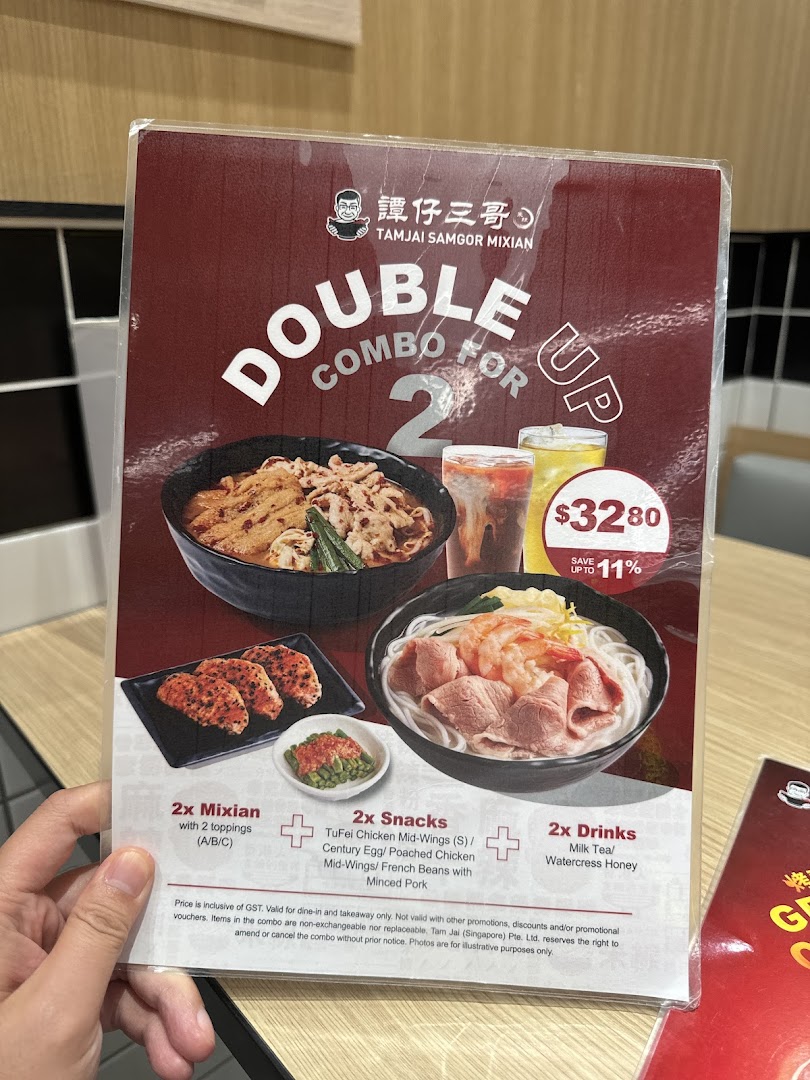 譚仔三哥
TAMJAI SAMGOR MIXIAN
DOUBLE UP
COMBO FOR
2
$32.80
SAVE
UP TO 11%
2x Mixian
with 2 toppings
(A/B/C)
2x Snacks
TuFei Chicken Mid-Wings (S) /
Century Egg/ Poached Chicken
Mid-Wings/ French Beans with
Minced Pork
2x Drinks
Milk Tea/
Watercress Honey
Price is inclusive of GST. Valid for dine-in and takeaway only. Not valid with other promotions, discounts and/or promotional
vouchers. Items in the combo are non-exchangeable nor replaceable. Tam Jai (Singapore) Pte. Ltd. reserves the right to
amend or cancel the combo without prior notice. Photos are for illustrative purposes only.